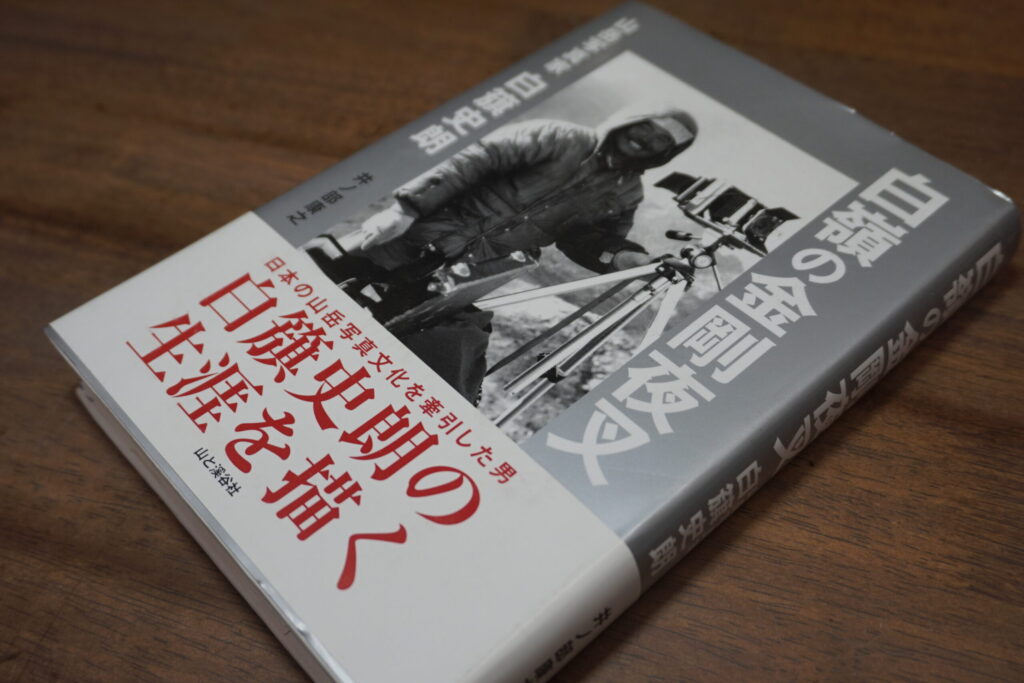 白嶺の金剛夜叉
山岳写真家 白籏史朗
井ノ部康之
日本の山岳写真文化を牽引した男
白籏史朗の
生涯を描く
山と溪谷社
白嶺の金剛夜叉 白籏史朗
井ノ部康之